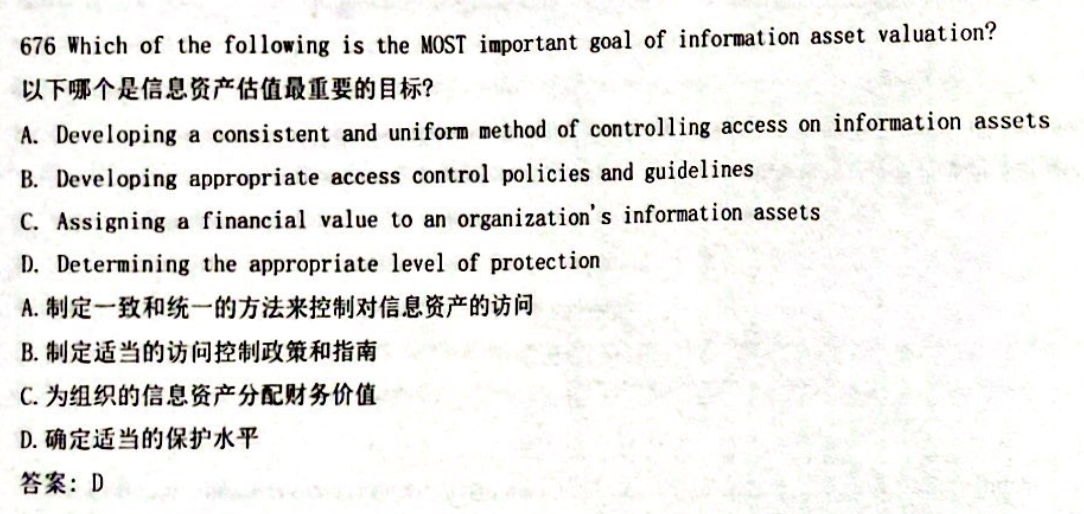 676 Which of the following is the MOST important goal of information asset valuation?
以下哪个是信息资产估值最重要的目标?
A. Developing a consistent and uniform method of controlling access on information assets
B. Developing appropriate access control policies and guidelines
C. Assigning a financial value to an organization's information assets
D. Determining the appropriate level of protection
A. 制定一致和统一的方法来控制对信息资产的访问
B. 制定适当的访问控制政策和指南
C. 为组织的信息资产分配财务价值
D. 确定适当的保护水平
答案: D